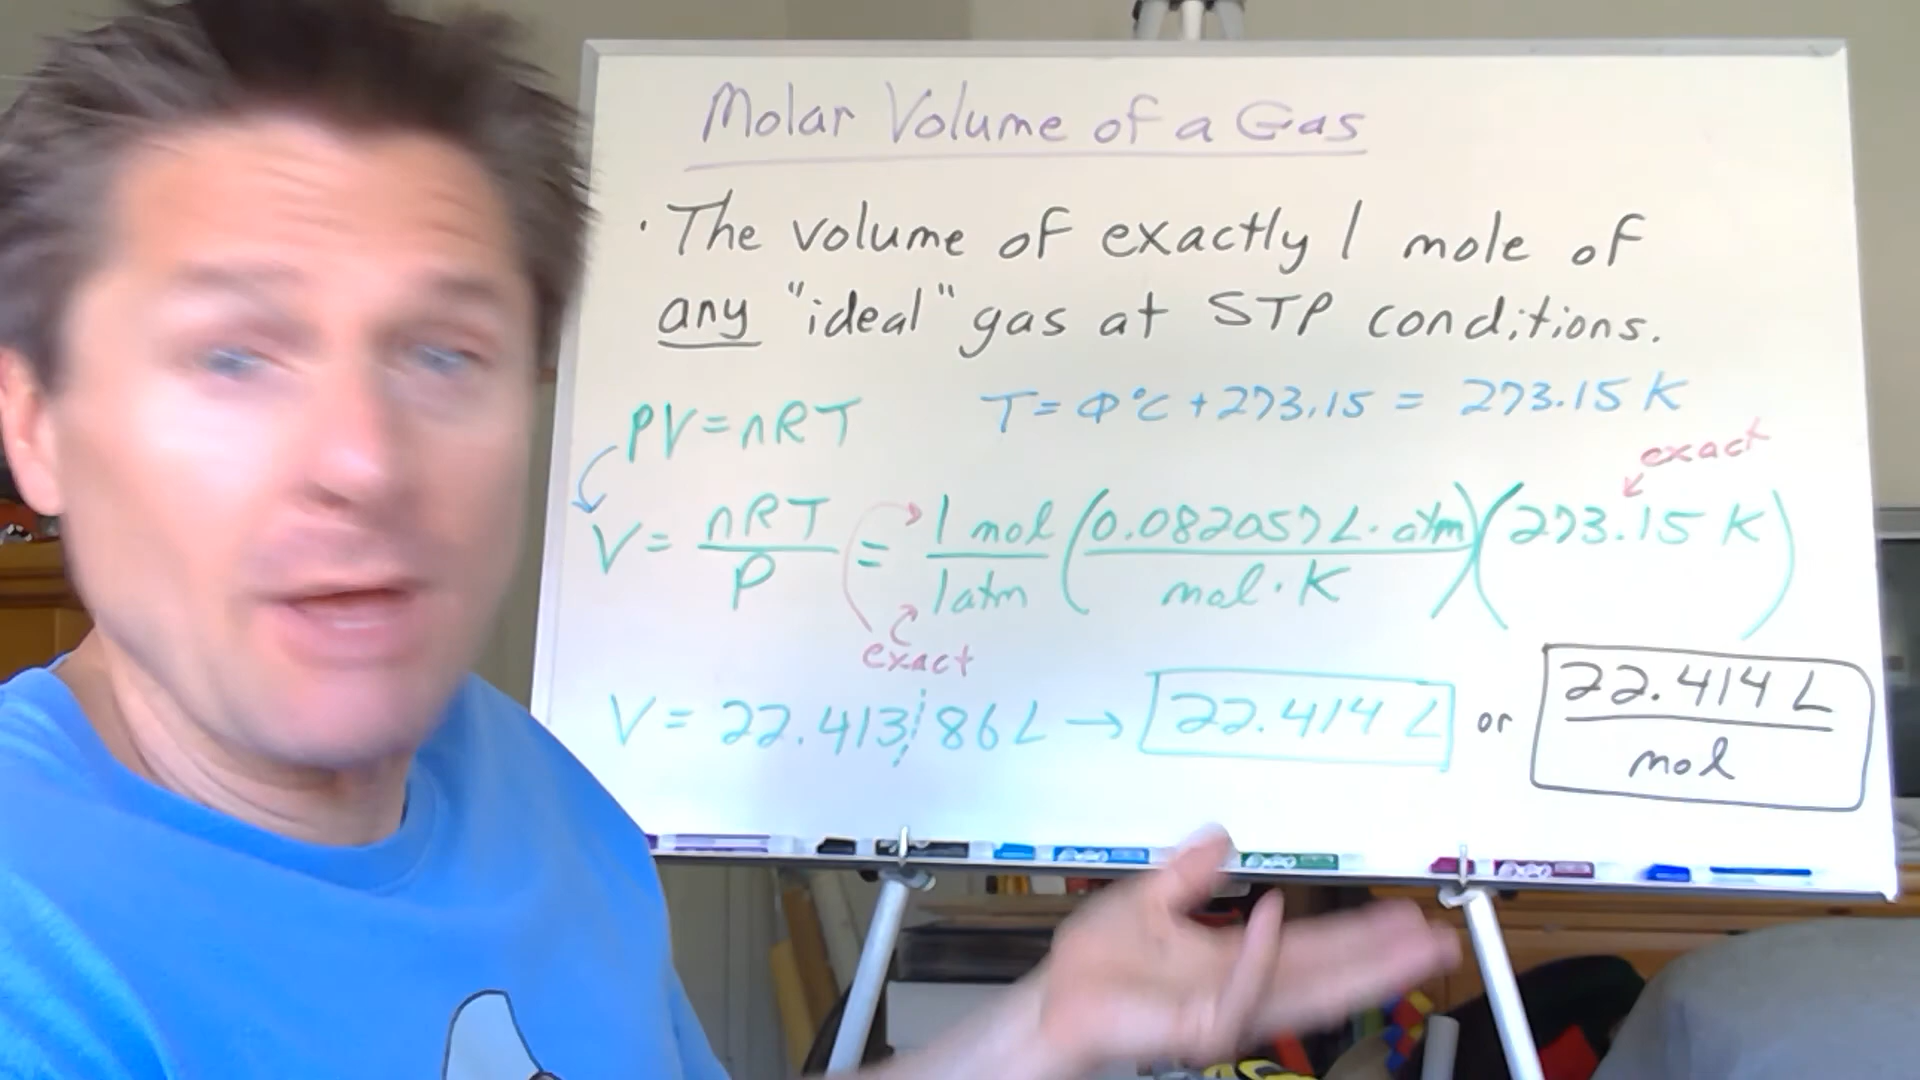 Molar Volume of a Gas
· The volume of exactly 1 mole of
any "ideal" gas at STP conditions.
PV = nRT
T = 0°C + 273.15 = 273.15 K
exact
V = nRT / P = 1 mol / 1 atm (0.082057 L · atm / mol · K) (273.15 K)
exact
V = 22.413¦86 L → 22.414 L or 22.414 L / mol